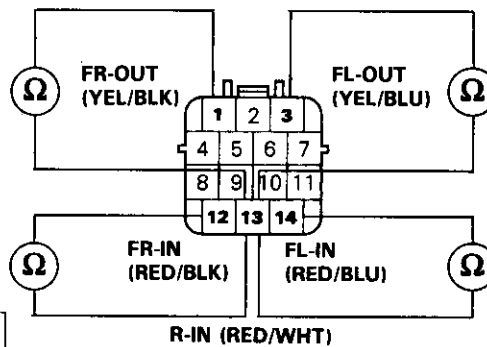 FR-OUT
(YEL/BLK)
FL-OUT
(YEL/BLU)
Ω
Ω
1 2 3
4 5 6 7
8 9 10 11
12 13 14
FR-IN
(RED/BLK)
FL-IN
(RED/BLU)
Ω
Ω
R-IN (RED/WHT)